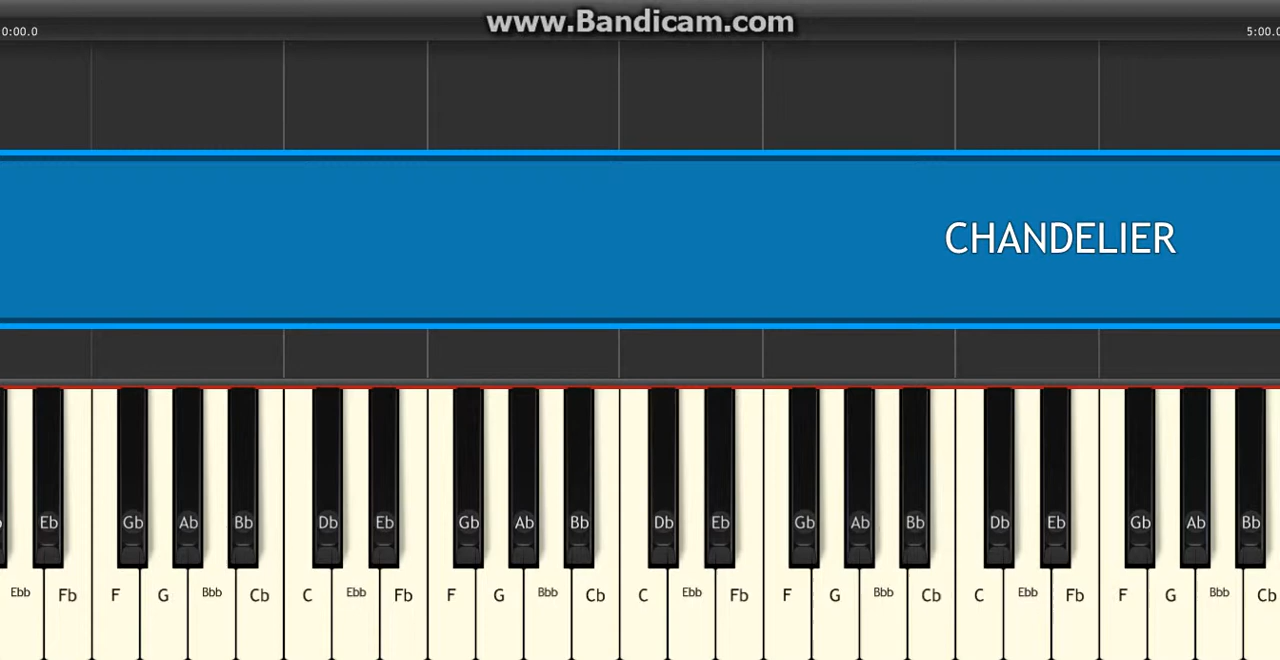 www.Bandicam.com
0:00.0 5:00.0
CHANDELIER
Eb Gb Ab Bb Db Eb Gb Ab Bb Db Eb Gb Ab Bb Db Eb Gb Ab Bb
Ebb Fb F G Bbb Cb C Ebb Fb F G Bbb Cb C Ebb Fb F G Bbb Cb C Ebb Fb F G Bbb Cb